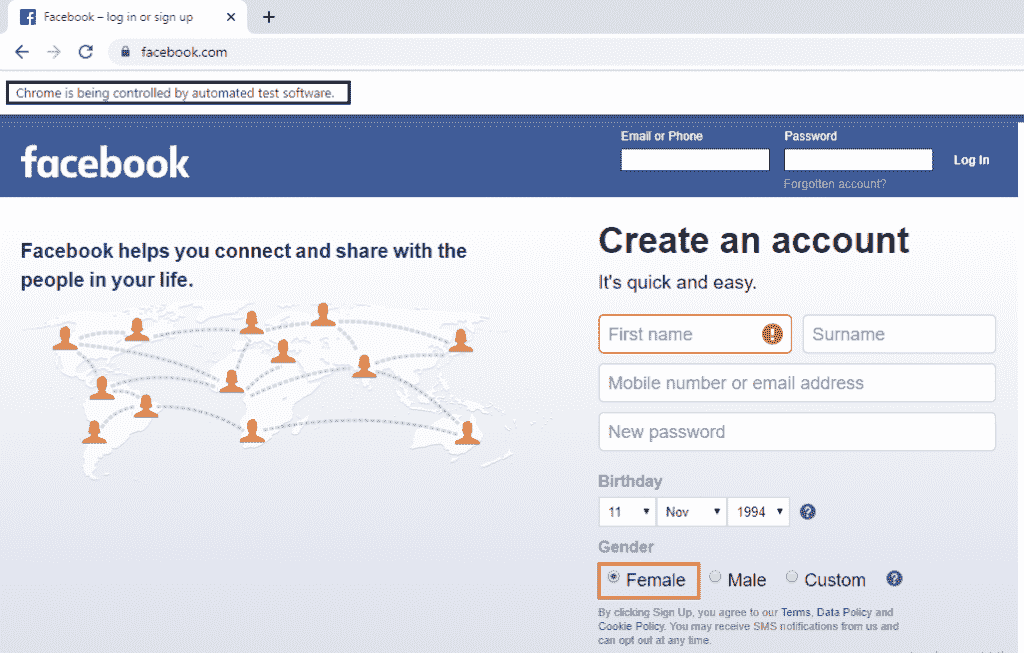 Facebook – log in or sign up
facebook.com
Chrome is being controlled by automated test software.
facebook
Email or Phone
Password
Log In
Forgotten account?
Facebook helps you connect and share with the
people in your life.
Create an account
It's quick and easy.
First name
Surname
Mobile number or email address
New password
Birthday
11
Nov
1994
Gender
Female
Male
Custom
By clicking Sign Up, you agree to our Terms, Data Policy and
Cookie Policy. You may receive SMS notifications from us and
can opt out at any time.